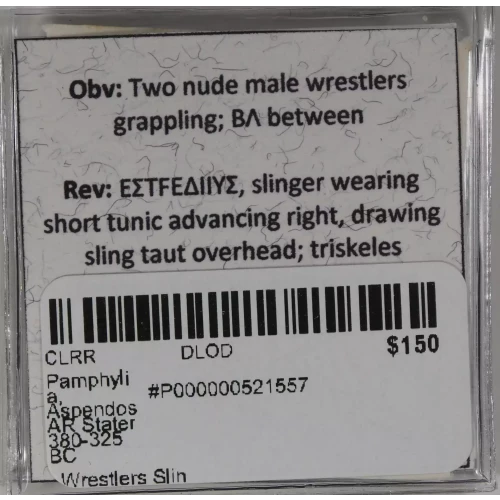 Obv: Two nude male wrestlers
grappling; BΛ between
Rev: ΕΣΤFΕΔΙΙΥΣ, slinger wearing
short tunic advancing right, drawing
sling taut overhead; triskeles
CLRR DLOD $150
Pamphyli
a,
Aspendos
AR Stater
380-325
BC
#P000000521557
Wrestlers Slin